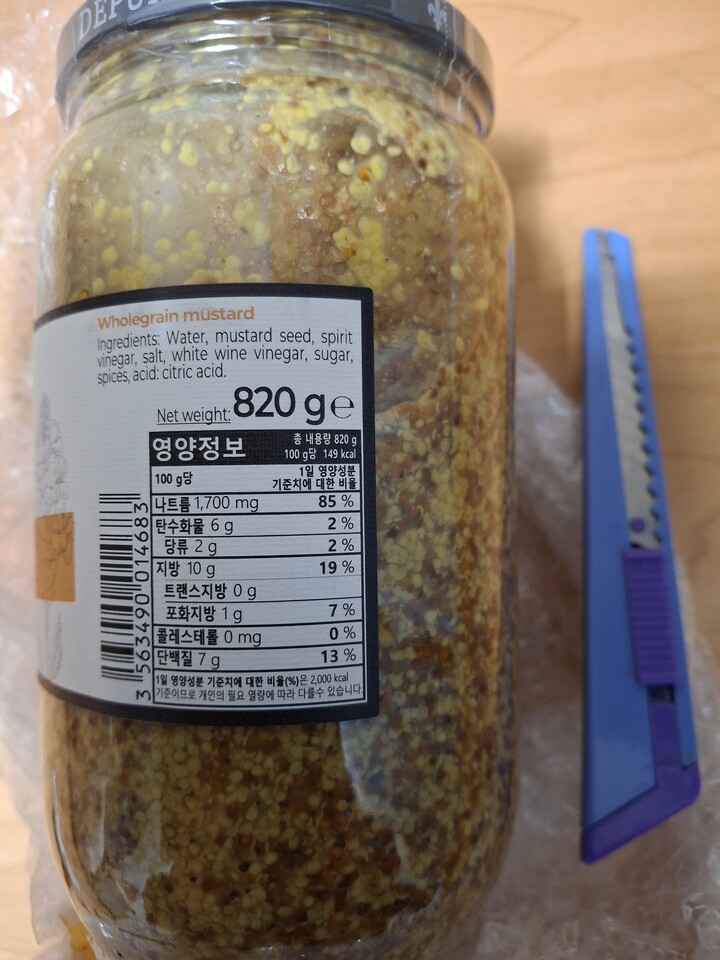 DEPU
Wholegrain mustard
Ingredients: Water, mustard seed, spirit
vinegar, salt, white wine vinegar, sugar,
spices, acid: citric acid.
Net weight: 820 g ℮
영양정보
총 내용량 820 g
100 g당 149 kcal
100 g당
1일 영양성분
기준치에 대한 비율
나트륨 1,700 mg 85 %
탄수화물 6 g 2 %
당류 2 g 2 %
지방 10 g 19 %
트랜스지방 0 g
포화지방 1 g 7 %
콜레스테롤 0 mg 0 %
단백질 7 g 13 %
1일 영양성분 기준치에 대한 비율(%)은 2,000 kcal
기준이므로 개인의 필요 열량에 따라 다를수 있습니다.
3 563490 014683